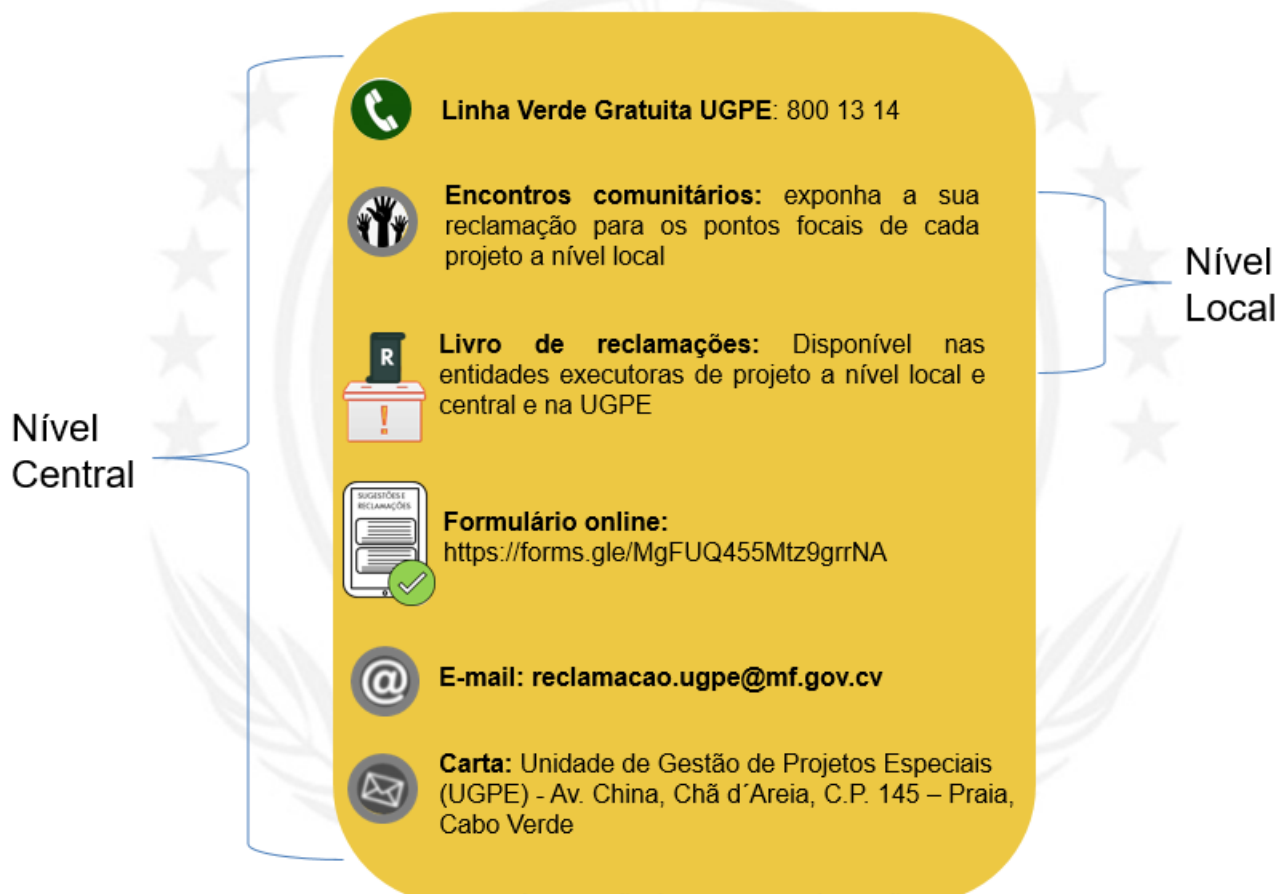 Linha Verde Gratuita UGPE: 800 13 14
Encontros comunitários: exponha a sua
reclamação para os pontos focais de cada
projeto a nível local
Nível
Local
R
Livro de reclamações: Disponível nas
entidades executoras de projeto a nível local e
central e na UGPE
!
Nível
Central
SUGESTÕES E
RECLAMAÇÕES
Formulário online:
https://forms.gle/MgFUQ455Mtz9grrNA
@
E-mail: reclamacao.ugpe@mf.gov.cv
Carta: Unidade de Gestão de Projetos Especiais
(UGPE) - Av. China, Chã d´Areia, C.P. 145 – Praia,
Cabo Verde